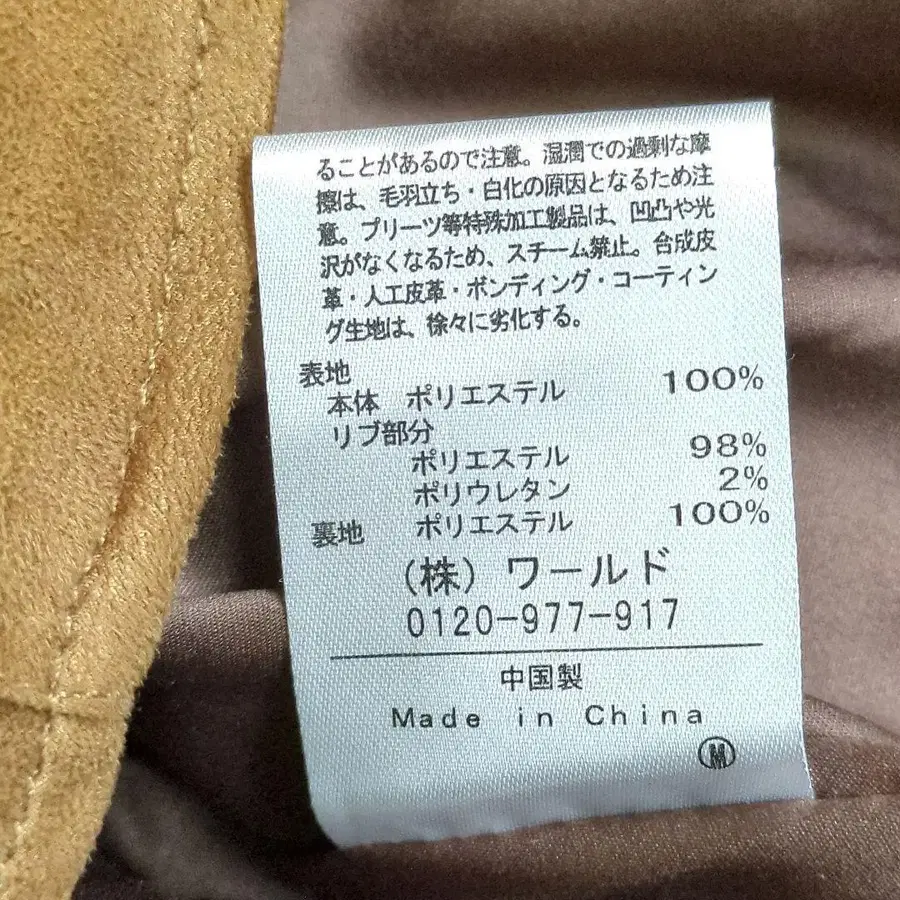 ることがあるので注意。湿潤での過剰な摩
擦は、毛羽立ち・白化の原因となるため注
意。プリーツ等特殊加工製品は、凹凸や光
沢がなくなるため、スチーム禁止。合成皮
革・人工皮革・ボンディング・コーティン
グ生地は、徐々に劣化する。
表地
本体 ポリエステル 100%
リブ部分
ポリエステル 98%
ポリウレタン 2%
裏地 ポリエステル 100%
(株) ワールド
0120-977-917
中国製
Made in China
Ⓜ